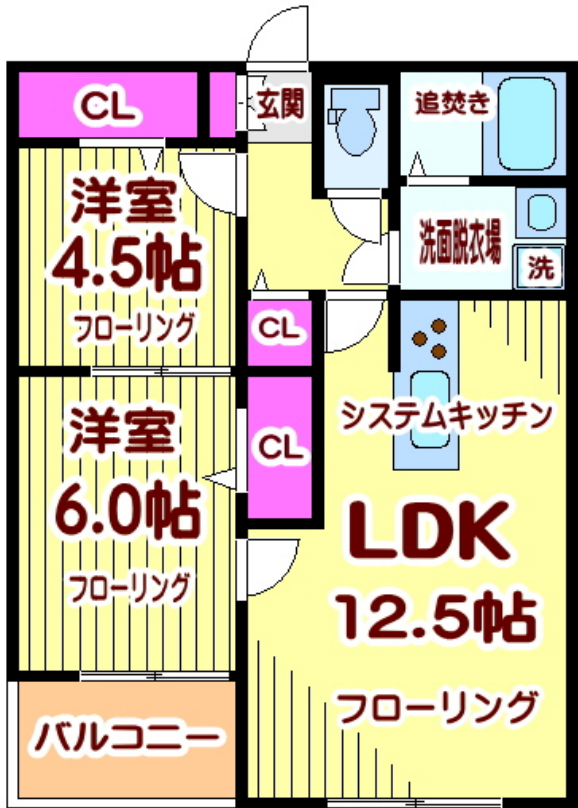 CL
玄関
追焚き
洋室
4.5帖
フローリング
洗面脱衣場
洗
CL
システムキッチン
洋室
6.0帖
フローリング
CL
LDK
12.5帖
フローリング
バルコニー